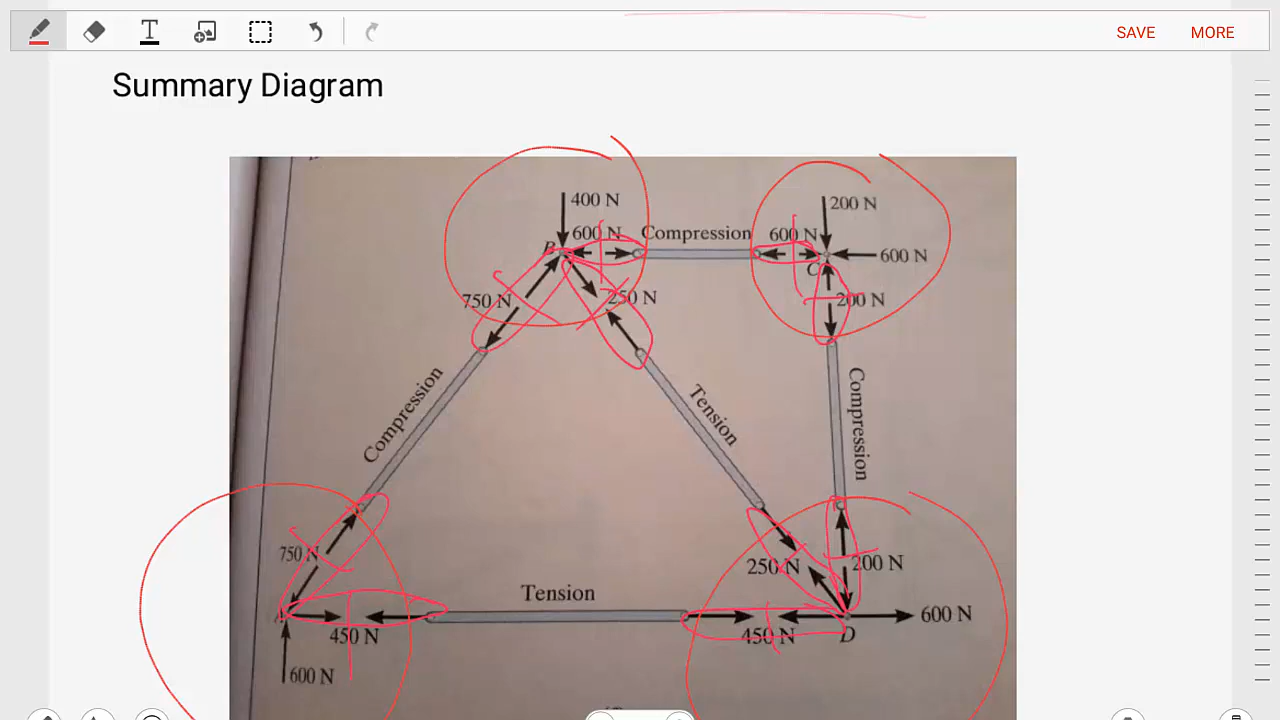 T
SAVE
MORE
Summary Diagram
400 N
200 N
600 N
Compression
600 N
B
C
600 N
750 N
250 N
200 N
Compression
Tension
Compression
750 N
250 N
200 N
Tension
450 N
450 N
D
600 N
600 N